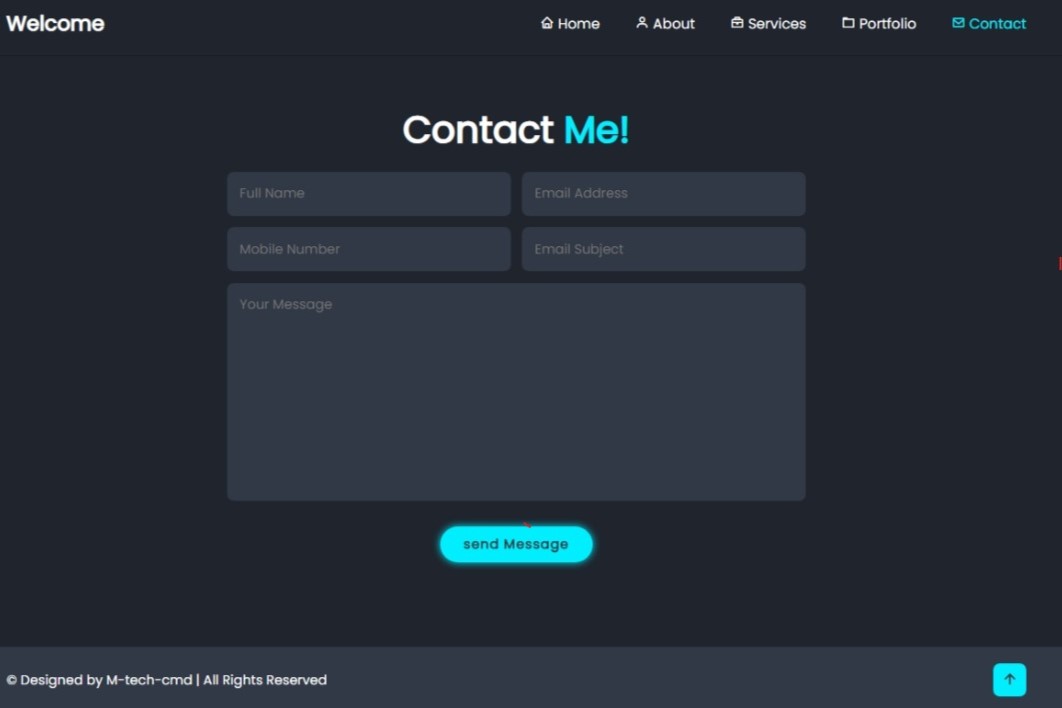 Welcome
Home About Services Portfolio Contact
Contact Me!
Full Name Email Address
Mobile Number Email Subject
Your Message
send Message
© Designed by M-tech-cmd | All Rights Reserved